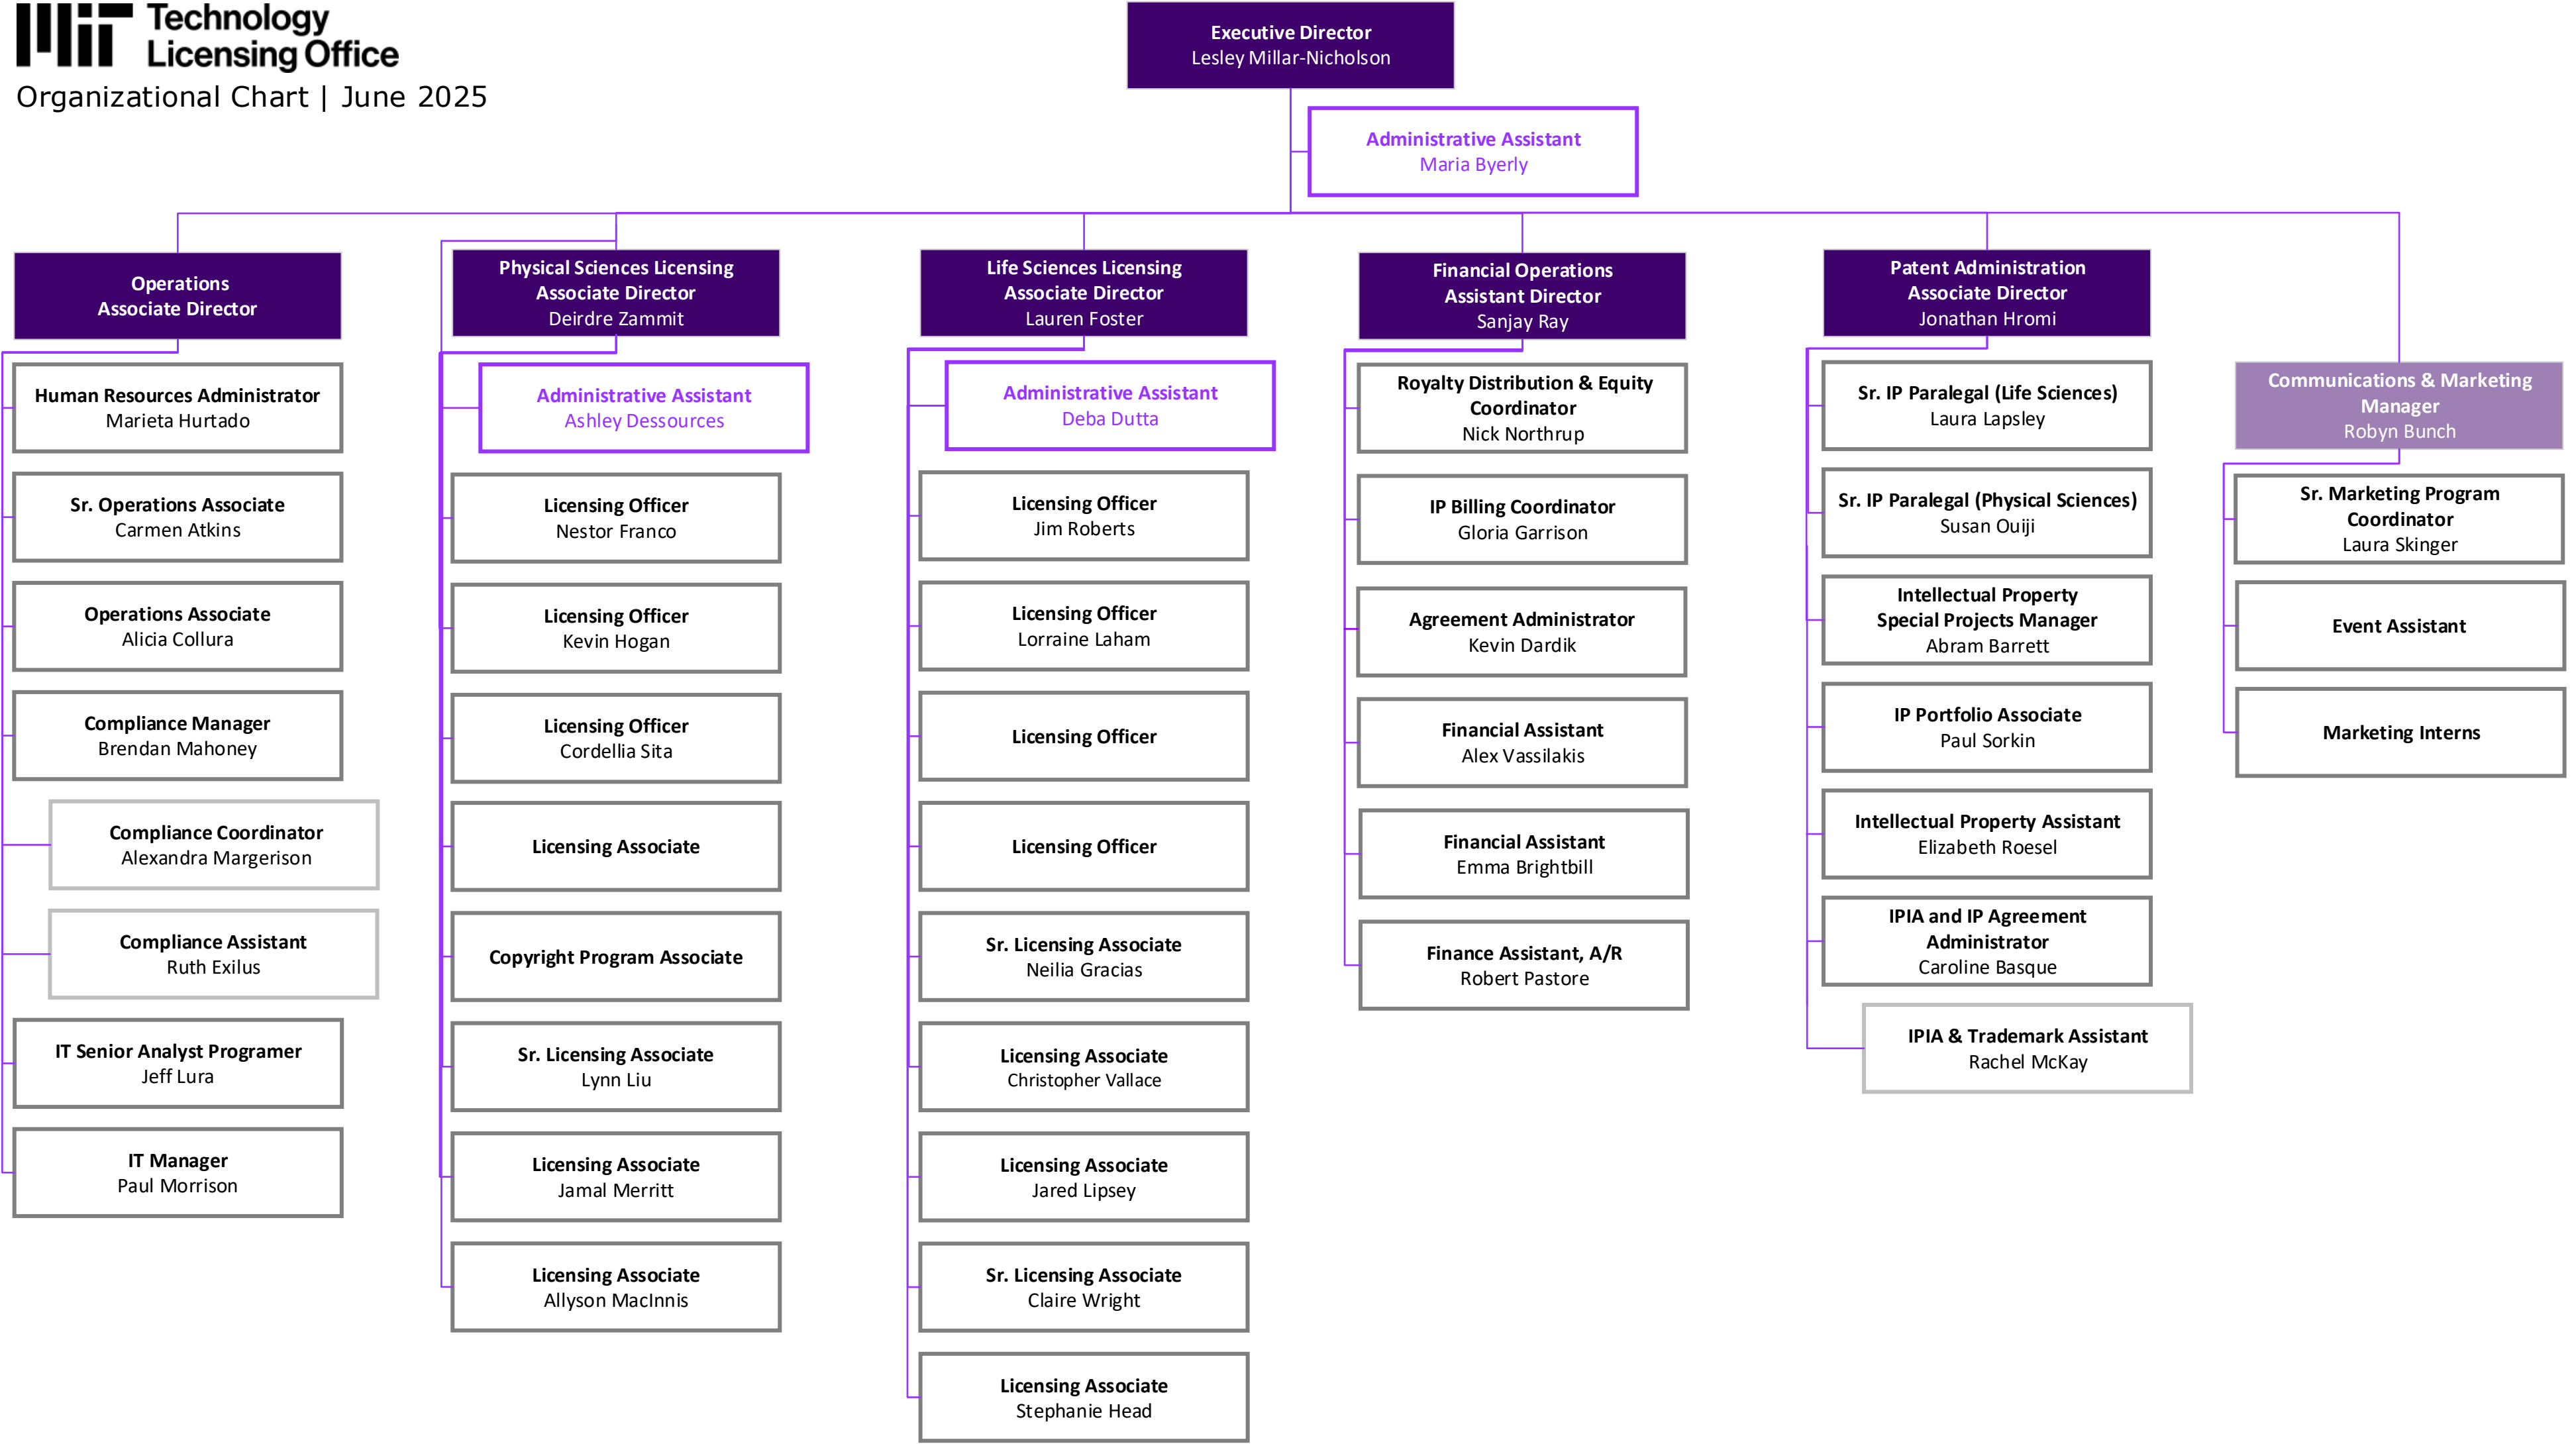 MIT Technology
Licensing Office
Organizational Chart | June 2025
Executive Director
Lesley Millar-Nicholson
Administrative Assistant
Maria Byerly
Operations
Associate Director
Human Resources Administrator
Marieta Hurtado
Sr. Operations Associate
Carmen Atkins
Operations Associate
Alicia Collura
Compliance Manager
Brendan Mahoney
Compliance Coordinator
Alexandra Margerison
Compliance Assistant
Ruth Exilus
IT Senior Analyst Programer
Jeff Lura
IT Manager
Paul Morrison
Physical Sciences Licensing
Associate Director
Deirdre Zammit
Administrative Assistant
Ashley Dessources
Licensing Officer
Nestor Franco
Licensing Officer
Kevin Hogan
Licensing Officer
Cordellia Sita
Licensing Associate
Copyright Program Associate
Sr. Licensing Associate
Lynn Liu
Licensing Associate
Jamal Merritt
Licensing Associate
Allyson MacInnis
Life Sciences Licensing
Associate Director
Lauren Foster
Administrative Assistant
Deba Dutta
Licensing Officer
Jim Roberts
Licensing Officer
Lorraine Laham
Licensing Officer
Licensing Officer
Sr. Licensing Associate
Neilia Gracias
Licensing Associate
Christopher Vallace
Licensing Associate
Jared Lipsey
Sr. Licensing Associate
Claire Wright
Licensing Associate
Stephanie Head
Financial Operations
Assistant Director
Sanjay Ray
Royalty Distribution & Equity
Coordinator
Nick Northrup
IP Billing Coordinator
Gloria Garrison
Agreement Administrator
Kevin Dardik
Financial Assistant
Alex Vassilakis
Financial Assistant
Emma Brightbill
Finance Assistant, A/R
Robert Pastore
Patent Administration
Associate Director
Jonathan Hromi
Sr. IP Paralegal (Life Sciences)
Laura Lapsley
Sr. IP Paralegal (Physical Sciences)
Susan Ouiji
Intellectual Property
Special Projects Manager
Abram Barrett
IP Portfolio Associate
Paul Sorkin
Intellectual Property Assistant
Elizabeth Roesel
IPIA and IP Agreement
Administrator
Caroline Basque
IPIA & Trademark Assistant
Rachel McKay
Communications & Marketing
Manager
Robyn Bunch
Sr. Marketing Program
Coordinator
Laura Skinger
Event Assistant
Marketing Interns